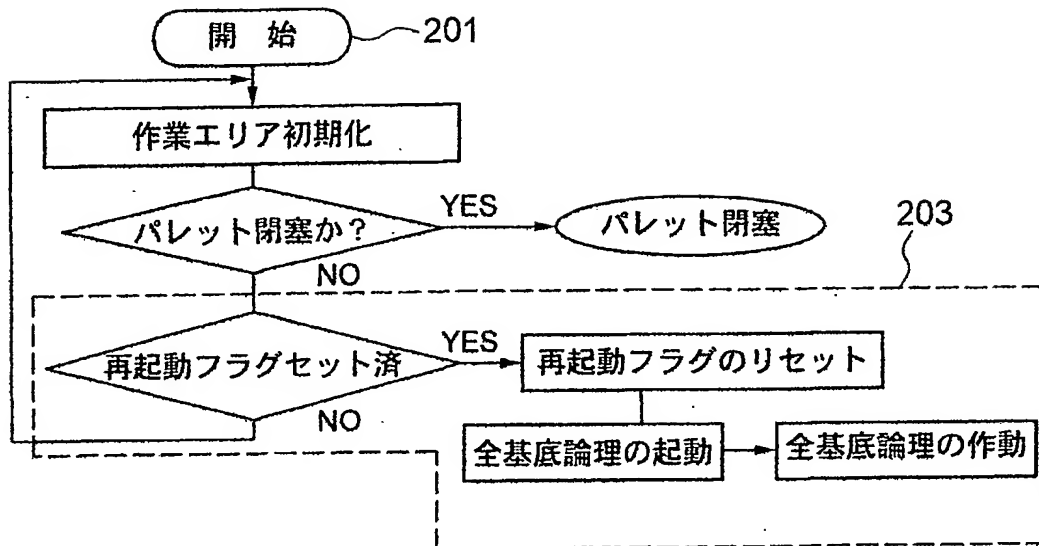 開 始
201
作業エリア初期化
パレット閉塞か?
YES
パレット閉塞
NO
203
再起動フラグセット済
YES
再起動フラグのリセット
NO
全基底論理の起動
全基底論理の作動